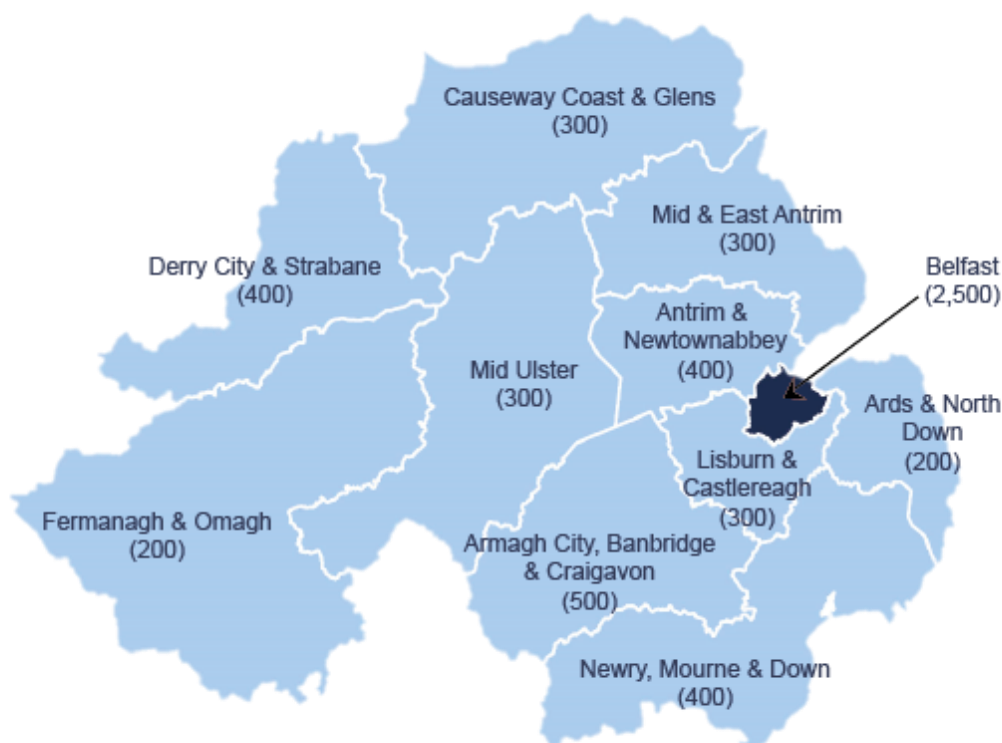 Causeway Coast & Glens
(300)
Mid & East Antrim
(300)
Derry City & Strabane
(400)
Belfast
(2,500)
Antrim &
Newtownabbey
(400)
Mid Ulster
(300)
Ards & North
Down
(200)
Lisburn &
Castlereagh
(300)
Fermanagh & Omagh
(200)
Armagh City, Banbridge
& Craigavon
(500)
Newry, Mourne & Down
(400)